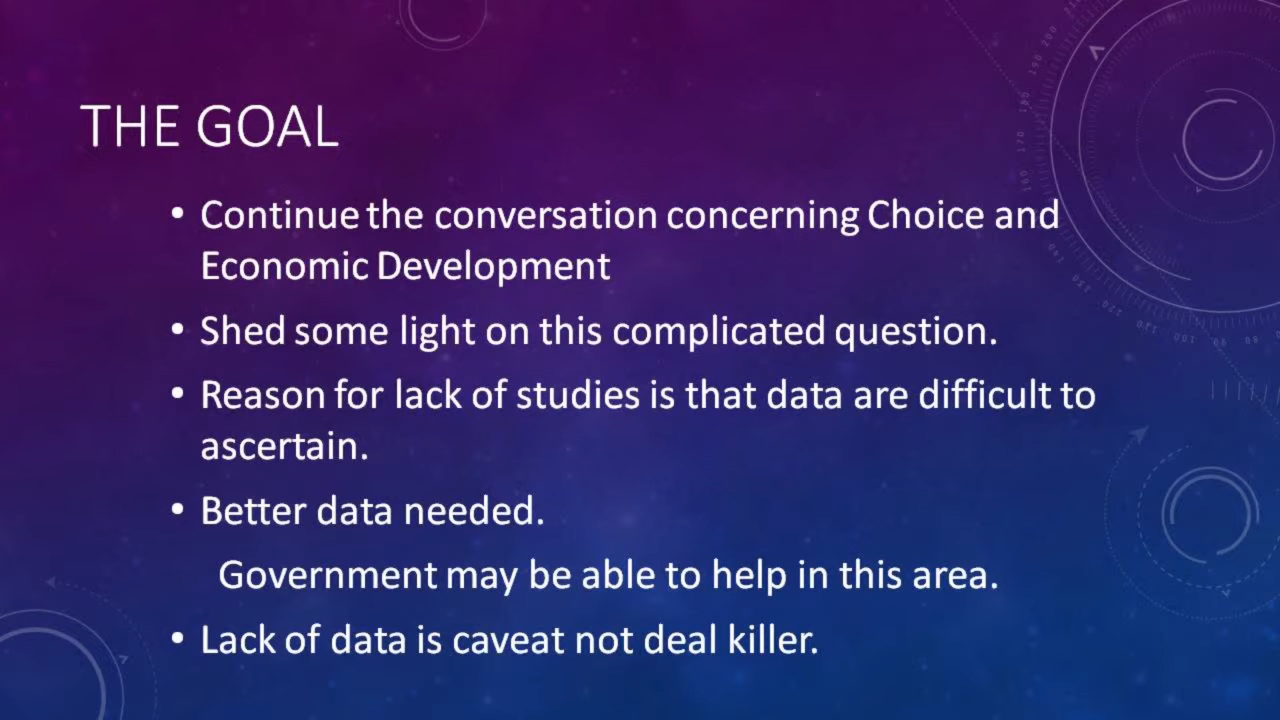 THE GOAL
• Continue the conversation concerning Choice and
Economic Development
• Shed some light on this complicated question.
• Reason for lack of studies is that data are difficult to
ascertain.
• Better data needed.
Government may be able to help in this area.
• Lack of data is caveat not deal killer.